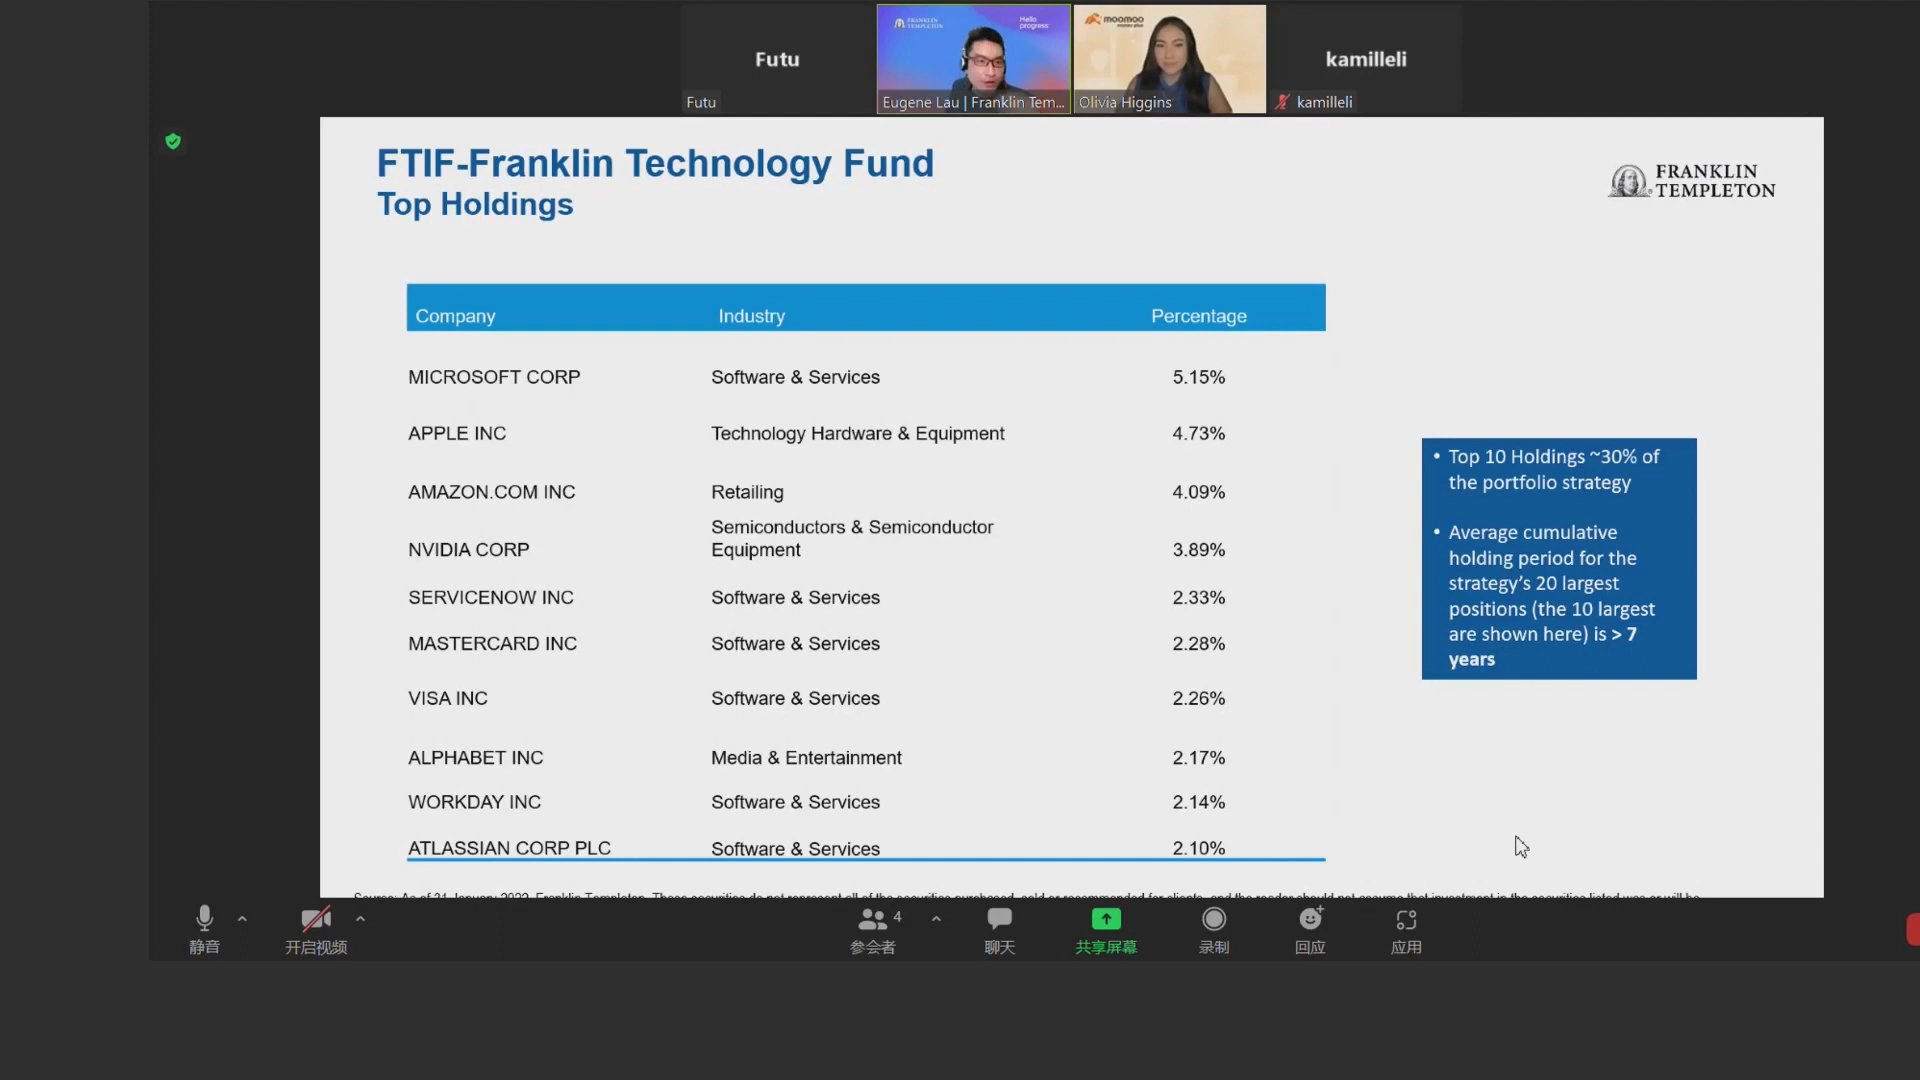 Futu
kamilleli
FRANKLIN
TEMPLETON
Hello
progress
moomoo
Futu
Eugene Lau | Franklin Tem...
Olivia Higgins
kamilleli
FTIF-Franklin Technology Fund
Top Holdings
FRANKLIN
TEMPLETON
Company Industry Percentage
MICROSOFT CORP Software & Services 5.15%
APPLE INC Technology Hardware & Equipment 4.73%
AMAZON.COM INC Retailing 4.09%
Semiconductors & Semiconductor
NVIDIA CORP Equipment 3.89%
SERVICENOW INC Software & Services 2.33%
MASTERCARD INC Software & Services 2.28%
VISA INC Software & Services 2.26%
ALPHABET INC Media & Entertainment 2.17%
WORKDAY INC Software & Services 2.14%
ATLASSIAN CORP PLC Software & Services 2.10%
• Top 10 Holdings ~30% of
the portfolio strategy
• Average cumulative
holding period for the
strategy's 20 largest
positions (the 10 largest
are shown here) is > 7
years
4
静音
开启视频
参会者
聊天
共享屏幕
录制
回应
应用